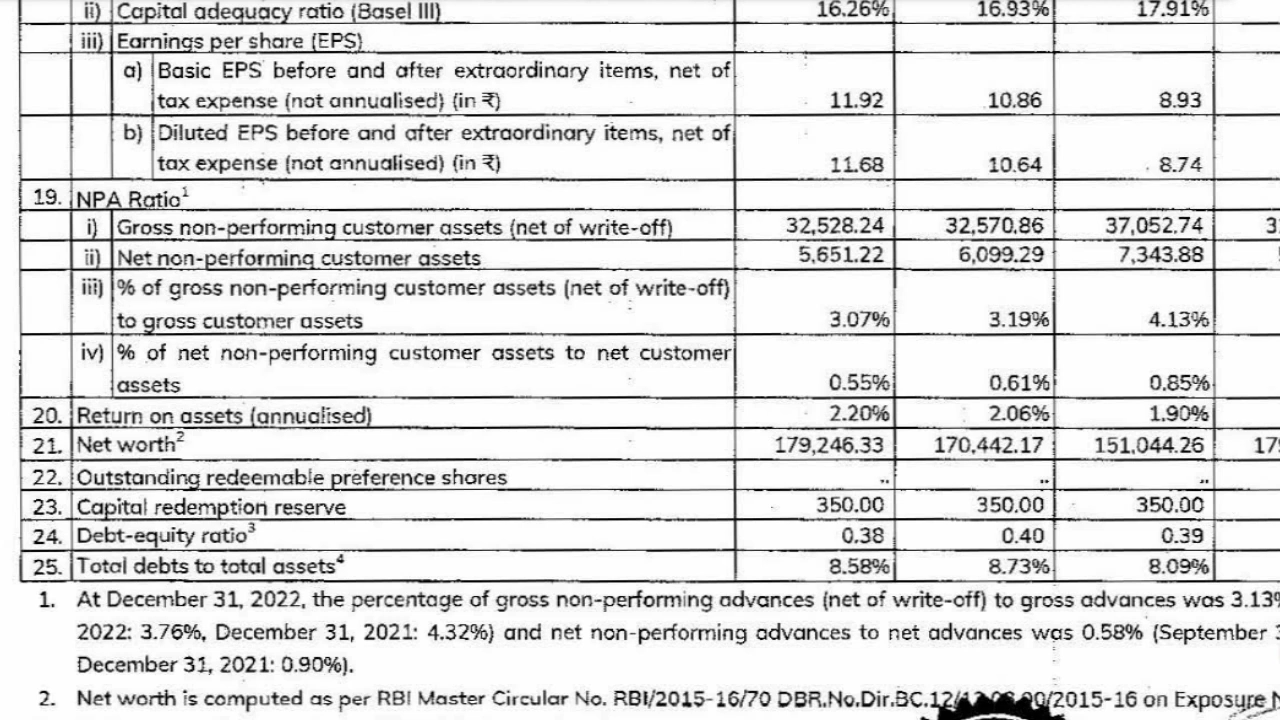 ii) Capital adequacy ratio (Basel III) 16.26% 16.93% 17.91%
iii) Earnings per share (EPS)
a) Basic EPS before and after extraordinary items, net of
tax expense (not annualised) (in ₹) 11.92 10.86 8.93
b) Diluted EPS before and after extraordinary items, net of
tax expense (not annualised) (in ₹) 11.68 10.64 8.74
19. NPA Ratio¹
i) Gross non-performing customer assets (net of write-off) 32,528.24 32,570.86 37,052.74
ii) Net non-performing customer assets 5,651.22 6,099.29 7,343.88
iii) % of gross non-performing customer assets (net of write-off)
to gross customer assets 3.07% 3.19% 4.13%
iv) % of net non-performing customer assets to net customer
assets 0.55% 0.61% 0.85%
20. Return on assets (annualised) 2.20% 2.06% 1.90%
21. Net worth² 179,246.33 170,442.17 151,044.26
22. Outstanding redeemable preference shares .. .. ..
23. Capital redemption reserve 350.00 350.00 350.00
24. Debt-equity ratio³ 0.38 0.40 0.39
25. Total debts to total assets⁴ 8.58% 8.73% 8.09%
1. At December 31, 2022, the percentage of gross non-performing advances (net of write-off) to gross advances was 3.13%
2022: 3.76%, December 31, 2021: 4.32%) and net non-performing advances to net advances was 0.58% (September
December 31, 2021: 0.90%).
2. Net worth is computed as per RBI Master Circular No. RBI/2015-16/70 DBR.No.Dir.BC.12/ /2015-16 on Exposure